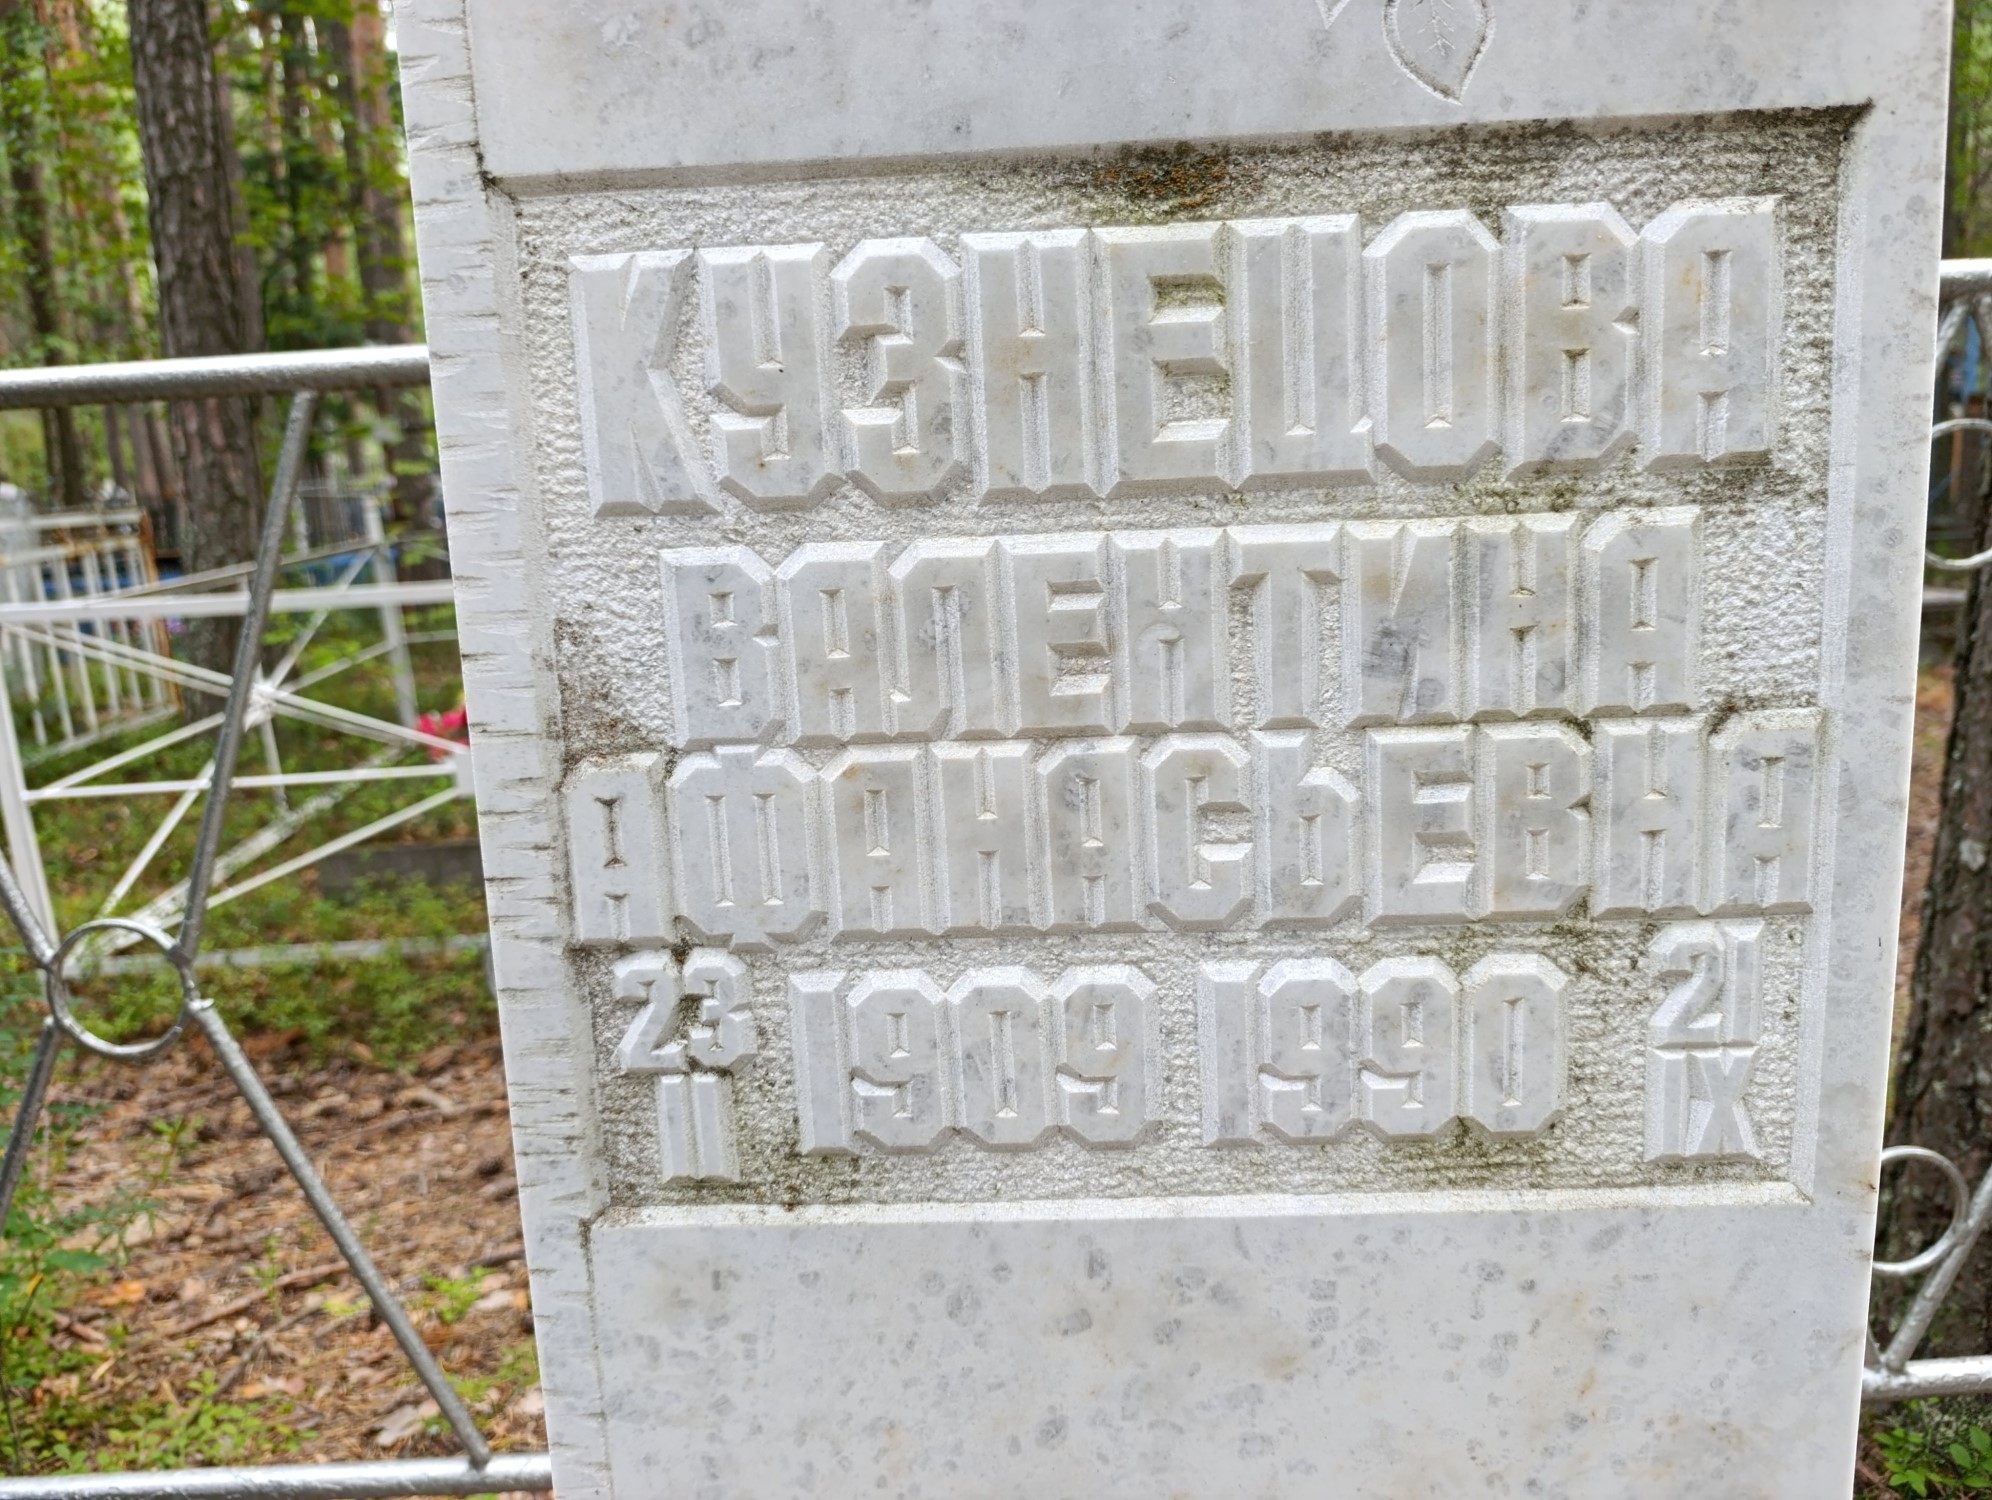 КУЗНЕЦОВА
ВАЛЕНТИНА
АФАНАСЬЕВНА
23 1909 1990 21
II IX